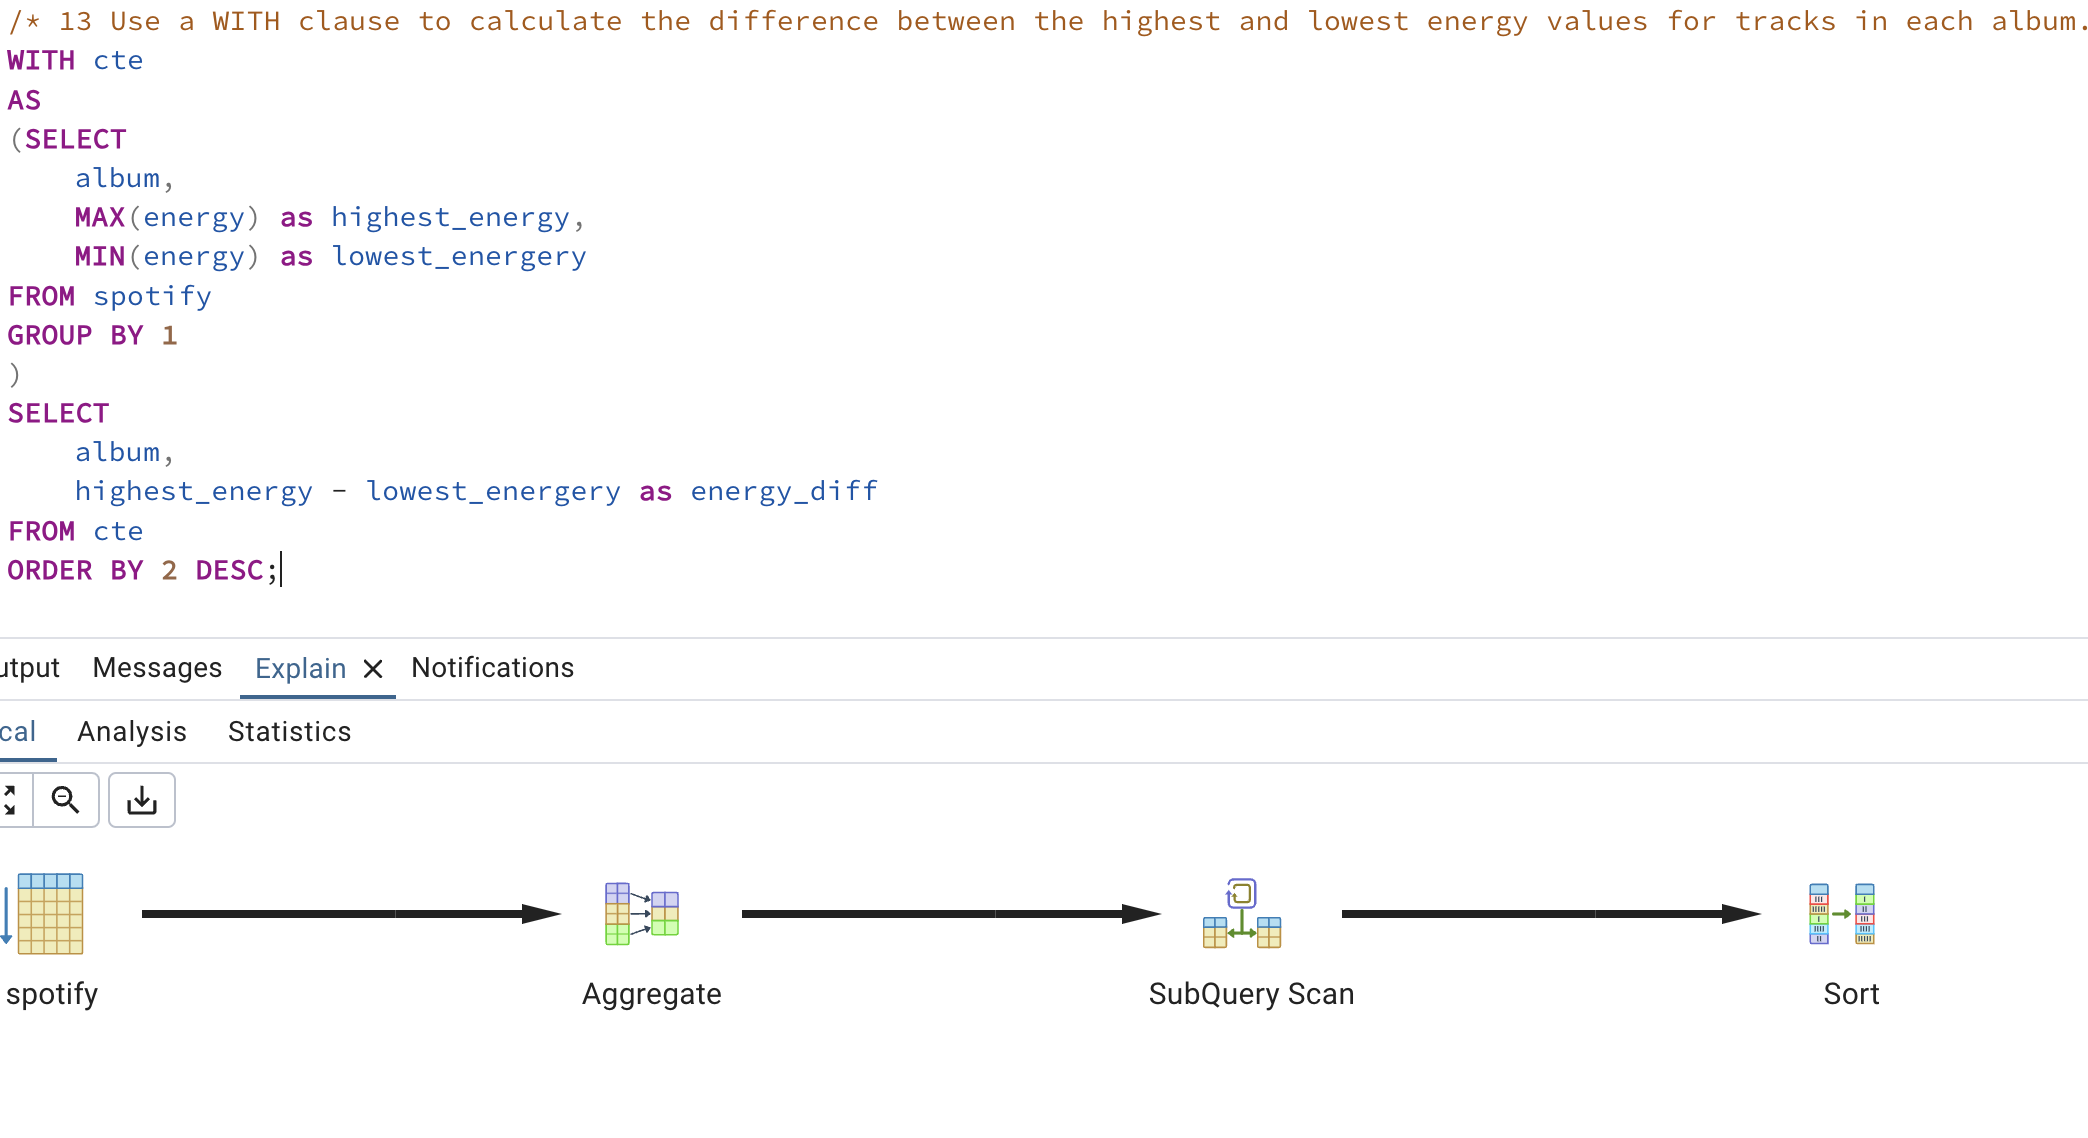 /* 13 Use a WITH clause to calculate the difference between the highest and lowest energy values for tracks in each album.
WITH cte
AS
(SELECT
    album,
    MAX(energy) as highest_energy,
    MIN(energy) as lowest_energery
FROM spotify
GROUP BY 1
)
SELECT
    album,
    highest_energy - lowest_energery as energy_diff
FROM cte
ORDER BY 2 DESC;
utput Messages Explain Notifications
cal Analysis Statistics
spotify Aggregate SubQuery Scan Sort